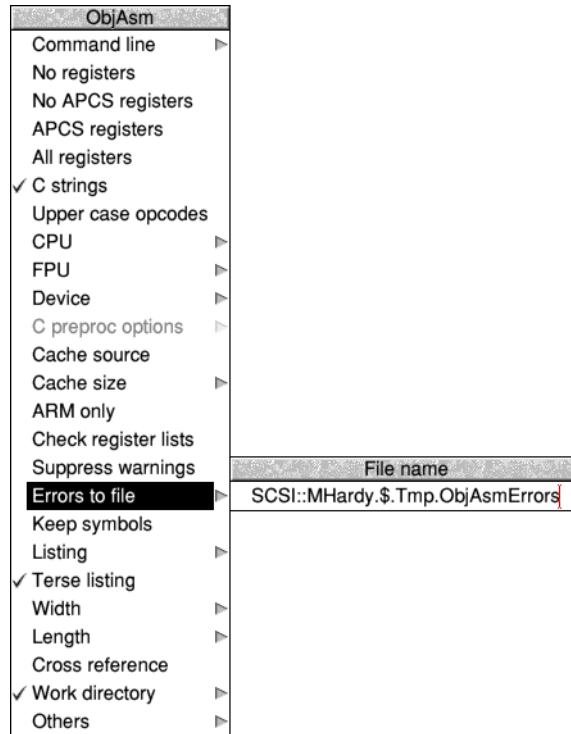 ObjAsm
Command line
No registers
No APCS registers
APCS registers
All registers
C strings
Upper case opcodes
CPU
FPU
Device
C preproc options
Cache source
Cache size
ARM only
Check register lists
Suppress warnings
Errors to file
Keep symbols
Listing
Terse listing
Width
Length
Cross reference
Work directory
Others
File name
SCSI::MHardy.$.Tmp.ObjAsmErrors